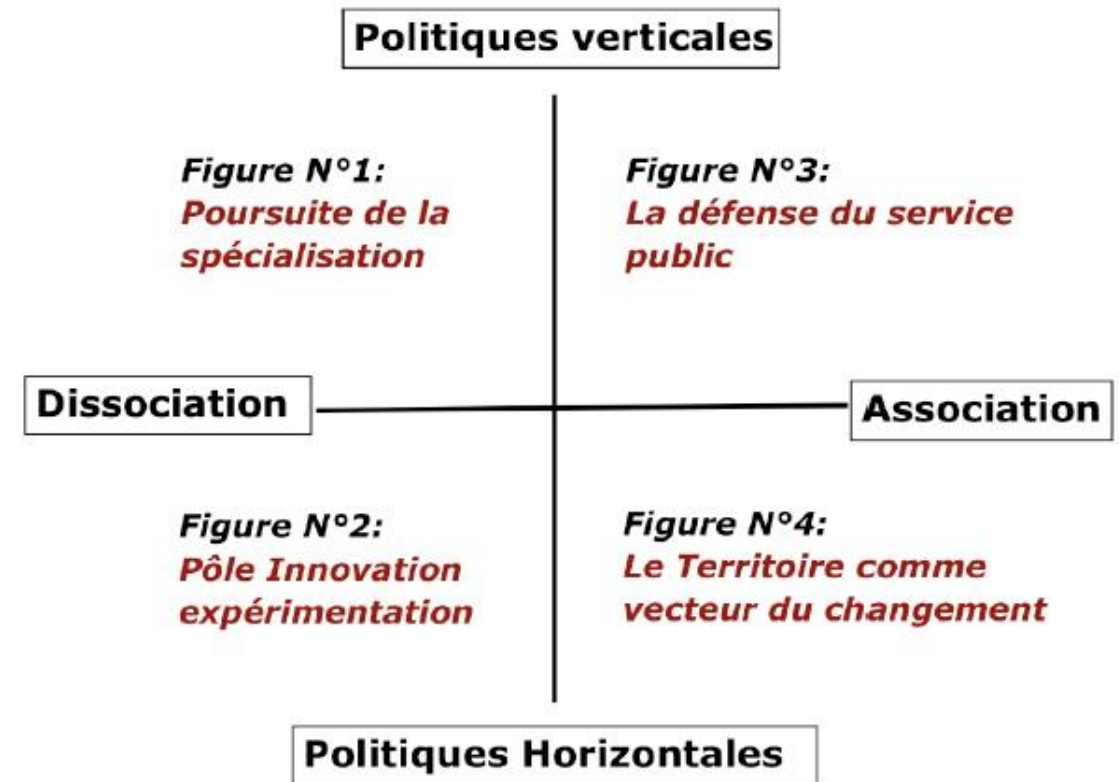 Politiques verticales
Figure N°1:
Poursuite de la
spécialisation
Figure N°3:
La défense du service
public
Dissociation
Association
Figure N°2:
Pôle Innovation
expérimentation
Figure N°4:
Le Territoire comme
vecteur du changement
Politiques Horizontales